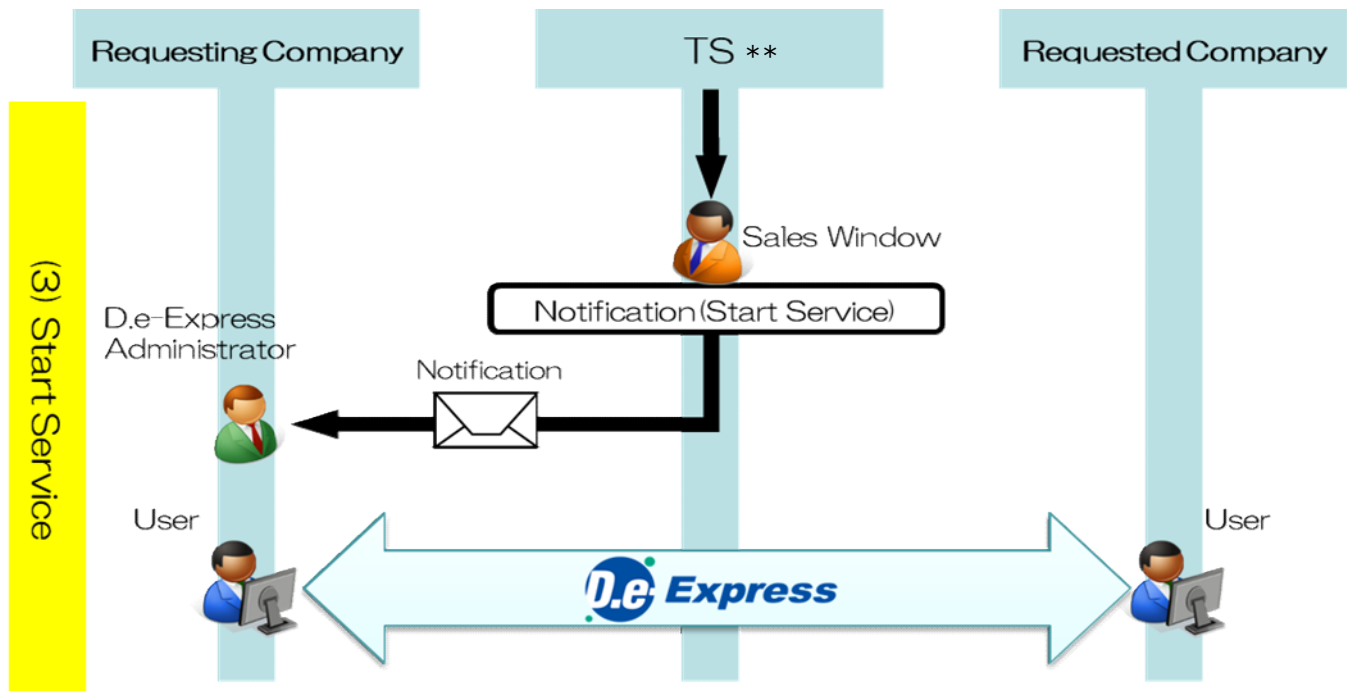 Requesting Company
TS **
Requested Company
(3) Start Service
Sales Window
Notification(Start Service)
D.e-Express
Administrator
Notification
User
User
D.e Express